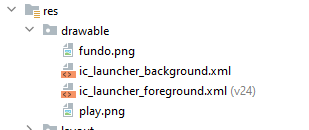 res
drawable
fundo.png
ic_launcher_background.xml
ic_launcher_foreground.xml (v24)
play.png